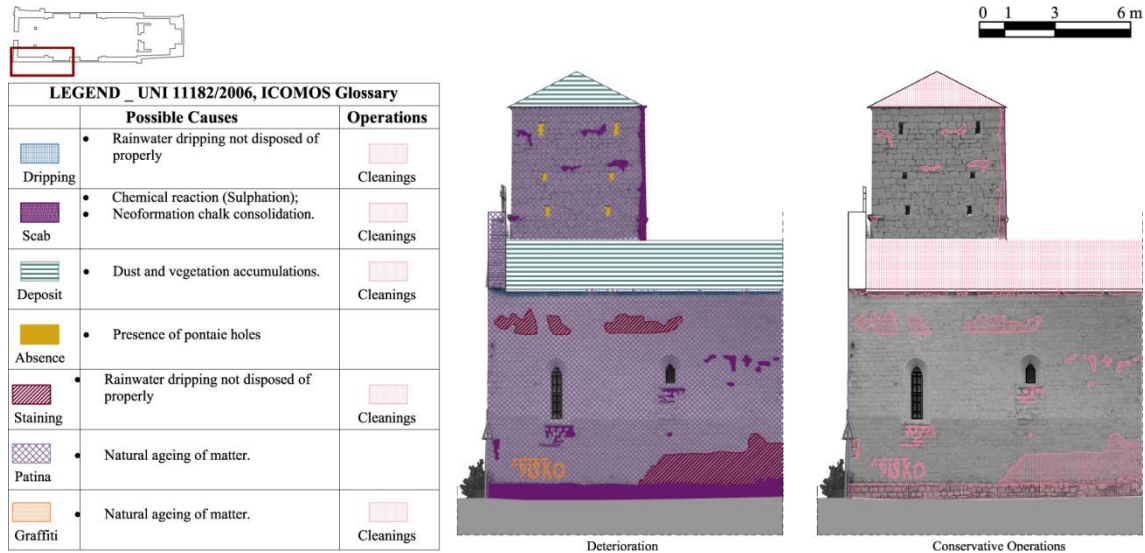 0 1 3 6 m
LEGEND _ UNI 11182/2006, ICOMOS Glossary
Possible Causes Operations
• Rainwater dripping not disposed of
properly
Dripping Cleanings
• Chemical reaction (Sulphation);
• Neoformation chalk consolidation.
Scab Cleanings
• Dust and vegetation accumulations.
Deposit Cleanings
• Presence of pontaie holes
Absence
• Rainwater dripping not disposed of
properly
Staining Cleanings
• Natural ageing of matter.
Patina
• Natural ageing of matter.
Graffiti Cleanings
Deterioration
Conservative Operations